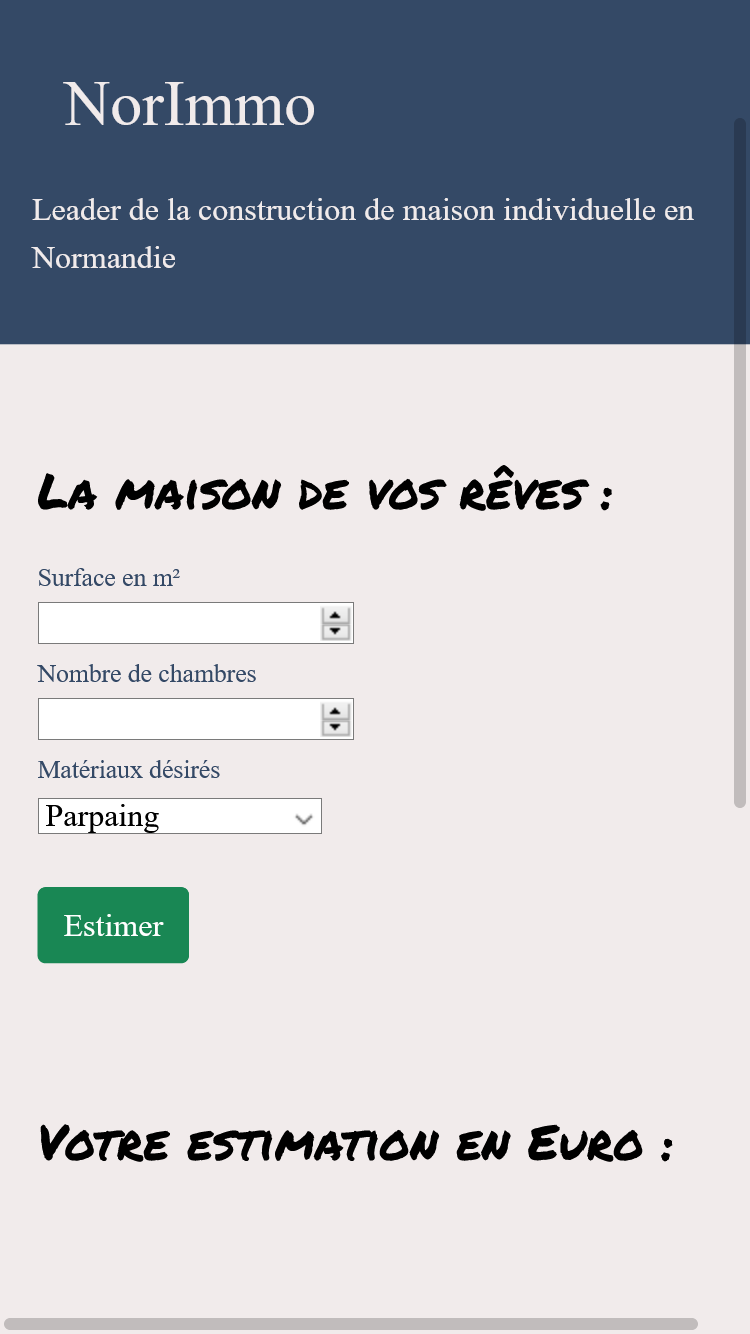 NorImmo
Leader de la construction de maison individuelle en
Normandie
La maison de vos rêves :
Surface en m²
Nombre de chambres
Matériaux désirés
Parpaing
Estimer
Votre estimation en Euro :